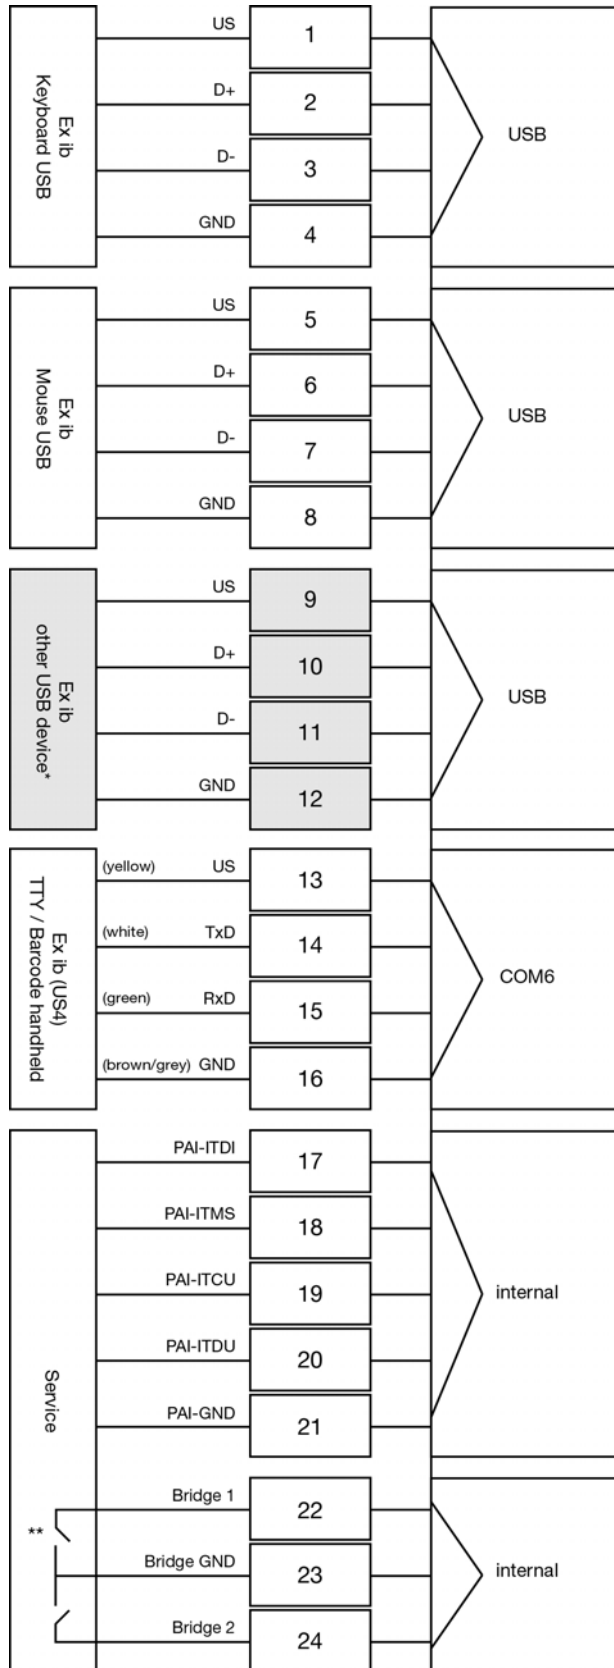 US
1
D+
2
Ex ib
Keyboard USB
USB
D-
3
GND
4
US
5
D+
6
Ex ib
Mouse USB
USB
D-
7
GND
8
US
9
D+
10
Ex ib
other USB device*
USB
D-
11
GND
12
(yellow) US
13
(white) TxD
14
Ex ib (US4)
TTY / Barcode handheld
COM6
(green) RxD
15
(brown/grey) GND
16
PAI-ITDI
17
PAI-ITMS
18
PAI-ITCU
19
internal
PAI-ITDU
20
Service
PAI-GND
21
Bridge 1
22
**
Bridge GND
23
internal
Bridge 2
24